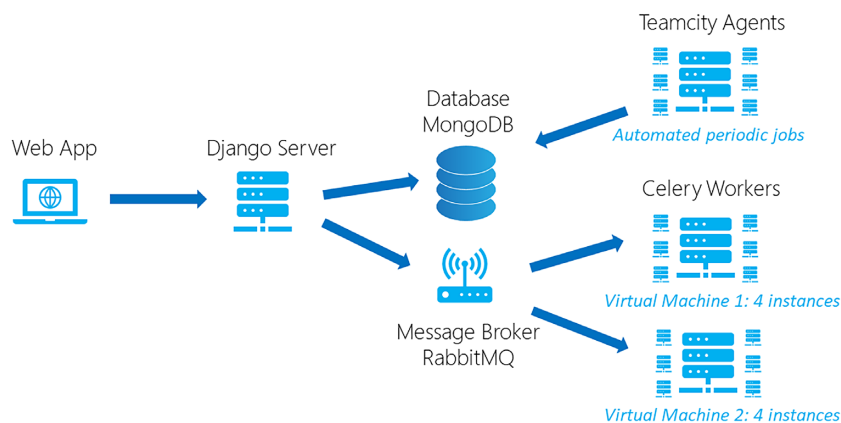 Teamcity Agents
Automated periodic jobs
Database
MongoDB
Web App
Django Server
Celery Workers
Virtual Machine 1: 4 instances
Message Broker
RabbitMQ
Virtual Machine 2: 4 instances